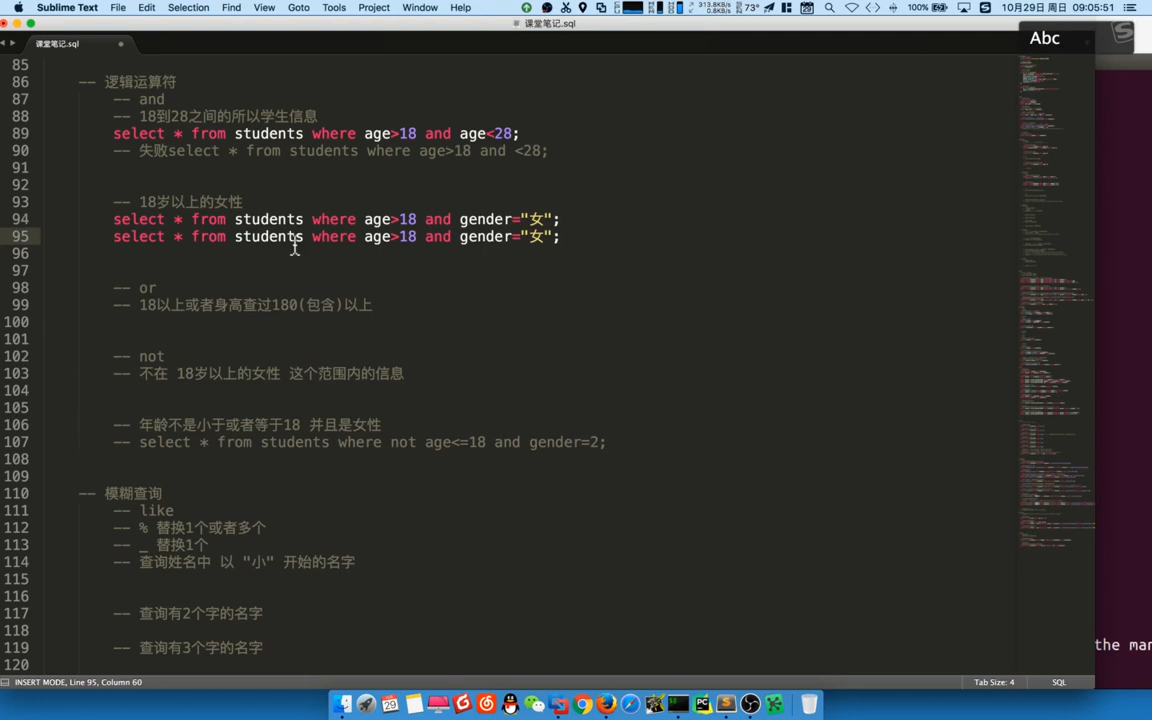 Sublime Text File Edit Selection Find View Goto Tools Project Window Help 313.8KB/s 0.8KB/s 73° 100% 10月29日 周日 09:05:51
课堂笔记.sql
课堂笔记.sql
Abc
85
86 -- 逻辑运算符
87 -- and
88 -- 18到28之间的所以学生信息
89 select * from students where age>18 and age<28;
90 -- 失败select * from students where age>18 and <28;
91
92
93 -- 18岁以上的女性
94 select * from students where age>18 and gender="女";
95 select * from students where age>18 and gender="女";
96
97
98 -- or
99 -- 18以上或者身高查过180(包含)以上
100
101
102 -- not
103 -- 不在 18岁以上的女性 这个范围内的信息
104
105
106 -- 年龄不是小于或者等于18 并且是女性
107 -- select * from students where not age<=18 and gender=2;
108
109
110 -- 模糊查询
111 -- like
112 -- % 替换1个或者多个
113 -- _ 替换1个
114 -- 查询姓名中 以 "小" 开始的名字
115
116
117 -- 查询有2个字的名字
118
119 -- 查询有3个字的名字
120
the mar
INSERT MODE, Line 95, Column 60 Tab Size: 4 SQL